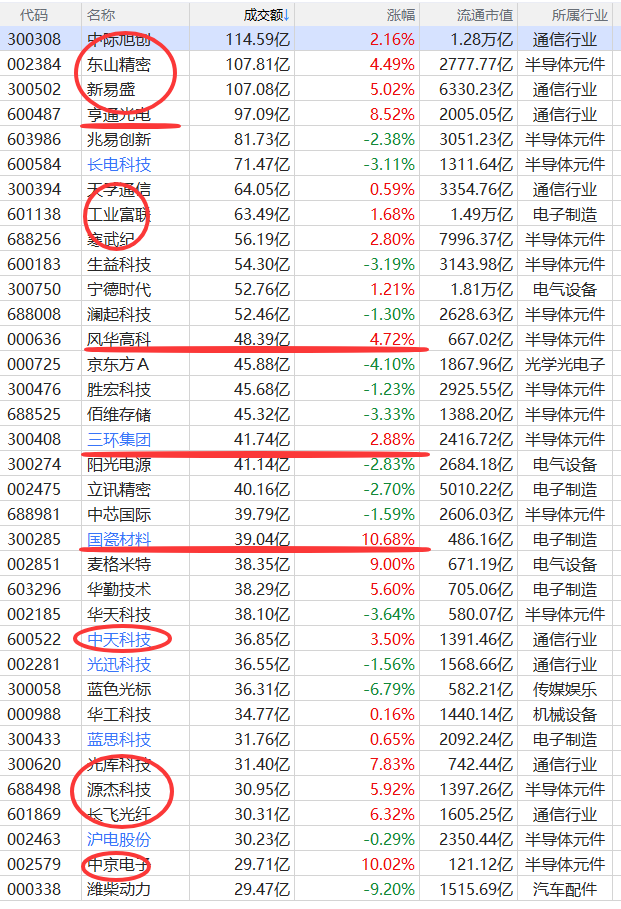 代码 名称 成交额↓ 涨幅 流通市值 所属行业
300308 中际旭创 114.59亿 2.16% 1.28万亿 通信行业
002384 东山精密 107.81亿 4.49% 2777.77亿 半导体元件
300502 新易盛 107.08亿 5.02% 6330.23亿 通信行业
600487 亨通光电 97.09亿 8.52% 2005.05亿 通信行业
603986 兆易创新 81.73亿 -2.38% 3051.23亿 半导体元件
600584 长电科技 71.47亿 -3.11% 1311.64亿 半导体元件
300394 天孚通信 64.05亿 0.59% 3354.76亿 通信行业
601138 工业富联 63.49亿 1.68% 1.49万亿 电子制造
688256 寒武纪 56.19亿 2.80% 7996.37亿 半导体元件
600183 生益科技 54.30亿 -3.19% 3143.98亿 半导体元件
300750 宁德时代 52.76亿 1.21% 1.81万亿 电气设备
688008 澜起科技 52.46亿 -1.30% 2628.63亿 半导体元件
000636 风华高科 48.39亿 4.72% 667.02亿 半导体元件
000725 京东方Ａ 45.88亿 -4.10% 1867.96亿 光学光电子
300476 胜宏科技 45.68亿 -1.23% 2925.55亿 半导体元件
688525 佰维存储 45.32亿 -3.33% 1388.20亿 半导体元件
300408 三环集团 41.74亿 2.88% 2416.72亿 半导体元件
300274 阳光电源 41.14亿 -2.83% 2684.18亿 电气设备
002475 立讯精密 40.16亿 -2.70% 5010.22亿 电子制造
688981 中芯国际 39.79亿 -1.59% 2606.03亿 半导体元件
300285 国瓷材料 39.04亿 10.68% 486.16亿 电子制造
002851 麦格米特 38.35亿 9.00% 671.19亿 电气设备
603296 华勤技术 38.29亿 5.60% 705.06亿 电子制造
002185 华天科技 38.10亿 -3.64% 580.07亿 半导体元件
600522 中天科技 36.85亿 3.50% 1391.46亿 通信行业
002281 光迅科技 36.55亿 -1.56% 1568.66亿 通信行业
300058 蓝色光标 36.31亿 -6.79% 582.21亿 传媒娱乐
000988 华工科技 34.77亿 0.16% 1440.14亿 机械设备
300433 蓝思科技 31.76亿 0.65% 2092.24亿 电子制造
300620 光库科技 31.40亿 7.83% 742.44亿 通信行业
688498 源杰科技 30.95亿 5.92% 1397.26亿 半导体元件
601869 长飞光纤 30.31亿 6.32% 1605.25亿 通信行业
002463 沪电股份 30.23亿 -0.29% 2350.44亿 半导体元件
002579 中京电子 29.71亿 10.02% 121.12亿 半导体元件
000338 潍柴动力 29.47亿 -9.20% 1515.69亿 汽车配件